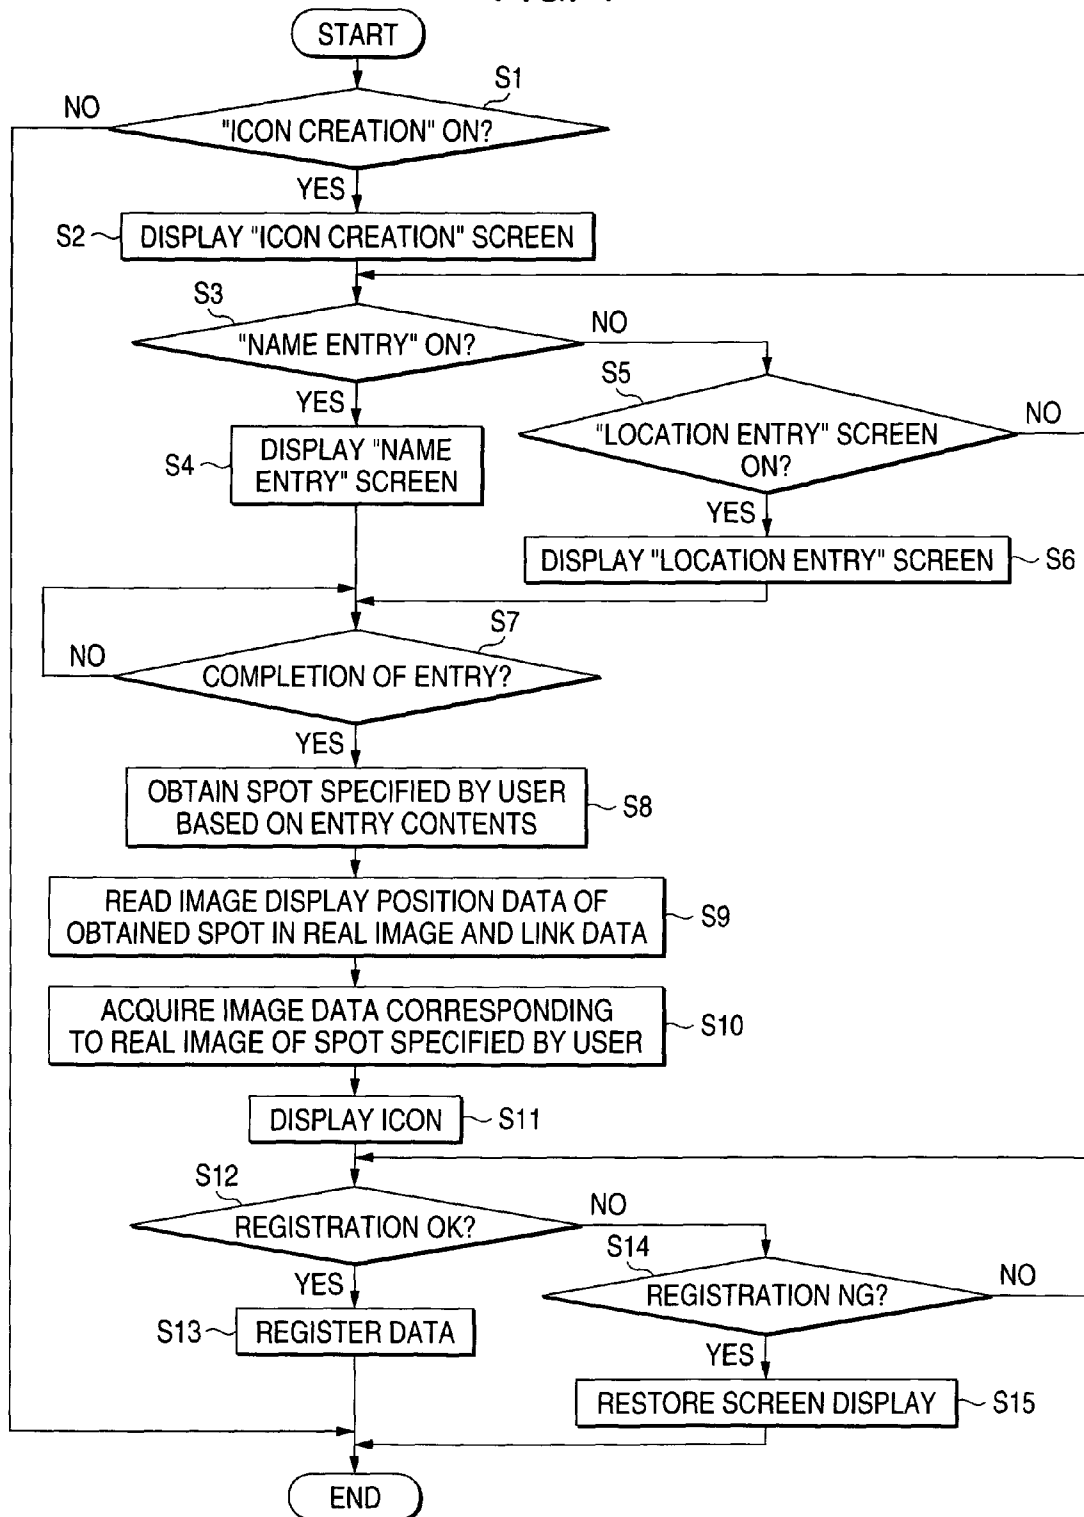 START
S1
NO
"ICON CREATION" ON?
YES
S2
DISPLAY "ICON CREATION" SCREEN
S3
"NAME ENTRY" ON?
NO
YES
S5
"LOCATION ENTRY" SCREEN
ON?
NO
S4
DISPLAY "NAME
ENTRY" SCREEN
YES
DISPLAY "LOCATION ENTRY" SCREEN
S6
S7
NO
COMPLETION OF ENTRY?
YES
OBTAIN SPOT SPECIFIED BY USER
BASED ON ENTRY CONTENTS
S8
READ IMAGE DISPLAY POSITION DATA OF
OBTAINED SPOT IN REAL IMAGE AND LINK DATA
S9
ACQUIRE IMAGE DATA CORRESPONDING
TO REAL IMAGE OF SPOT SPECIFIED BY USER
S10
DISPLAY ICON
S11
S12
REGISTRATION OK?
NO
YES
S14
REGISTRATION NG?
NO
S13
REGISTER DATA
YES
RESTORE SCREEN DISPLAY
S15
END